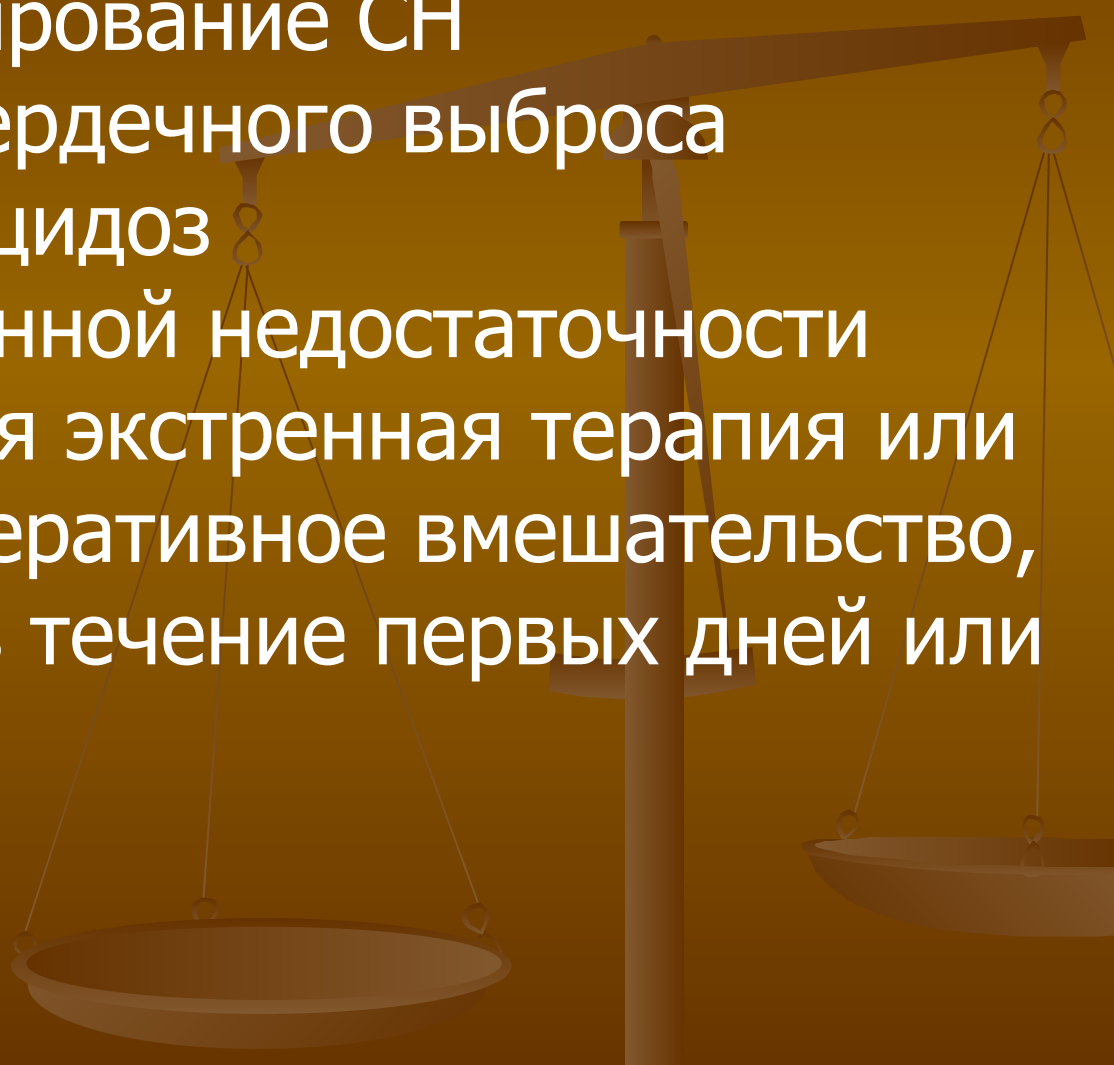 ирование СН
ердечного выброса
цидоз
нной недостаточности
я экстренная терапия или
еративное вмешательство,
течение первых дней или